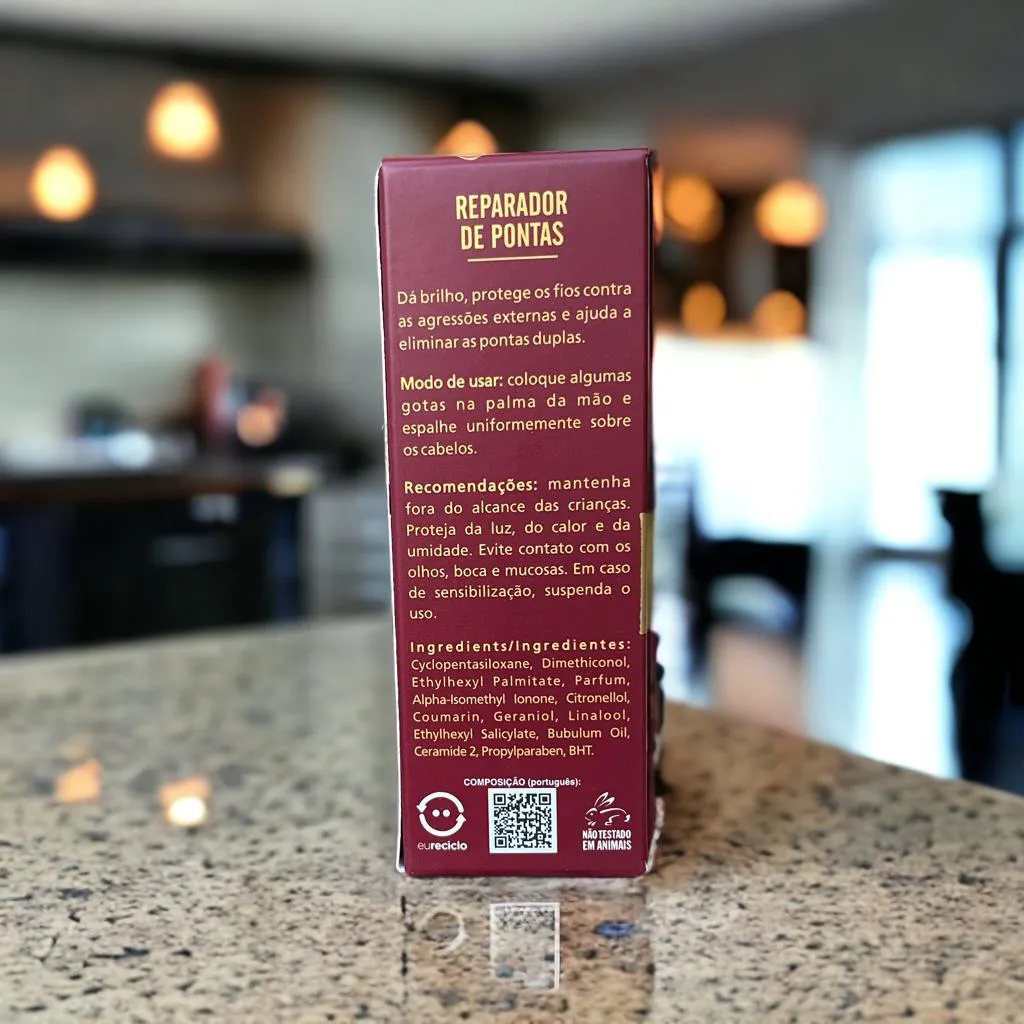 REPARADOR
DE PONTAS
Dá brilho, protege os fios contra
as agressões externas e ajuda a
eliminar as pontas duplas.
Modo de usar: coloque algumas
gotas na palma da mão e
espalhe uniformemente sobre
os cabelos.
Recomendações: mantenha
fora do alcance das crianças.
Proteja da luz, do calor e da
umidade. Evite contato com os
olhos, boca e mucosas. Em caso
de sensibilização, suspenda o
uso.
Ingredients/Ingredientes:
Cyclopentasiloxane, Dimethiconol,
Ethylhexyl Palmitate, Parfum,
Alpha-Isomethyl Ionone, Citronellol,
Coumarin, Geraniol, Linalool,
Ethylhexyl Salicylate, Bubulum Oil,
Ceramide 2, Propylparaben, BHT.
COMPOSIÇÃO (português):
eureciclo
NÃO TESTADO
EM ANIMAIS